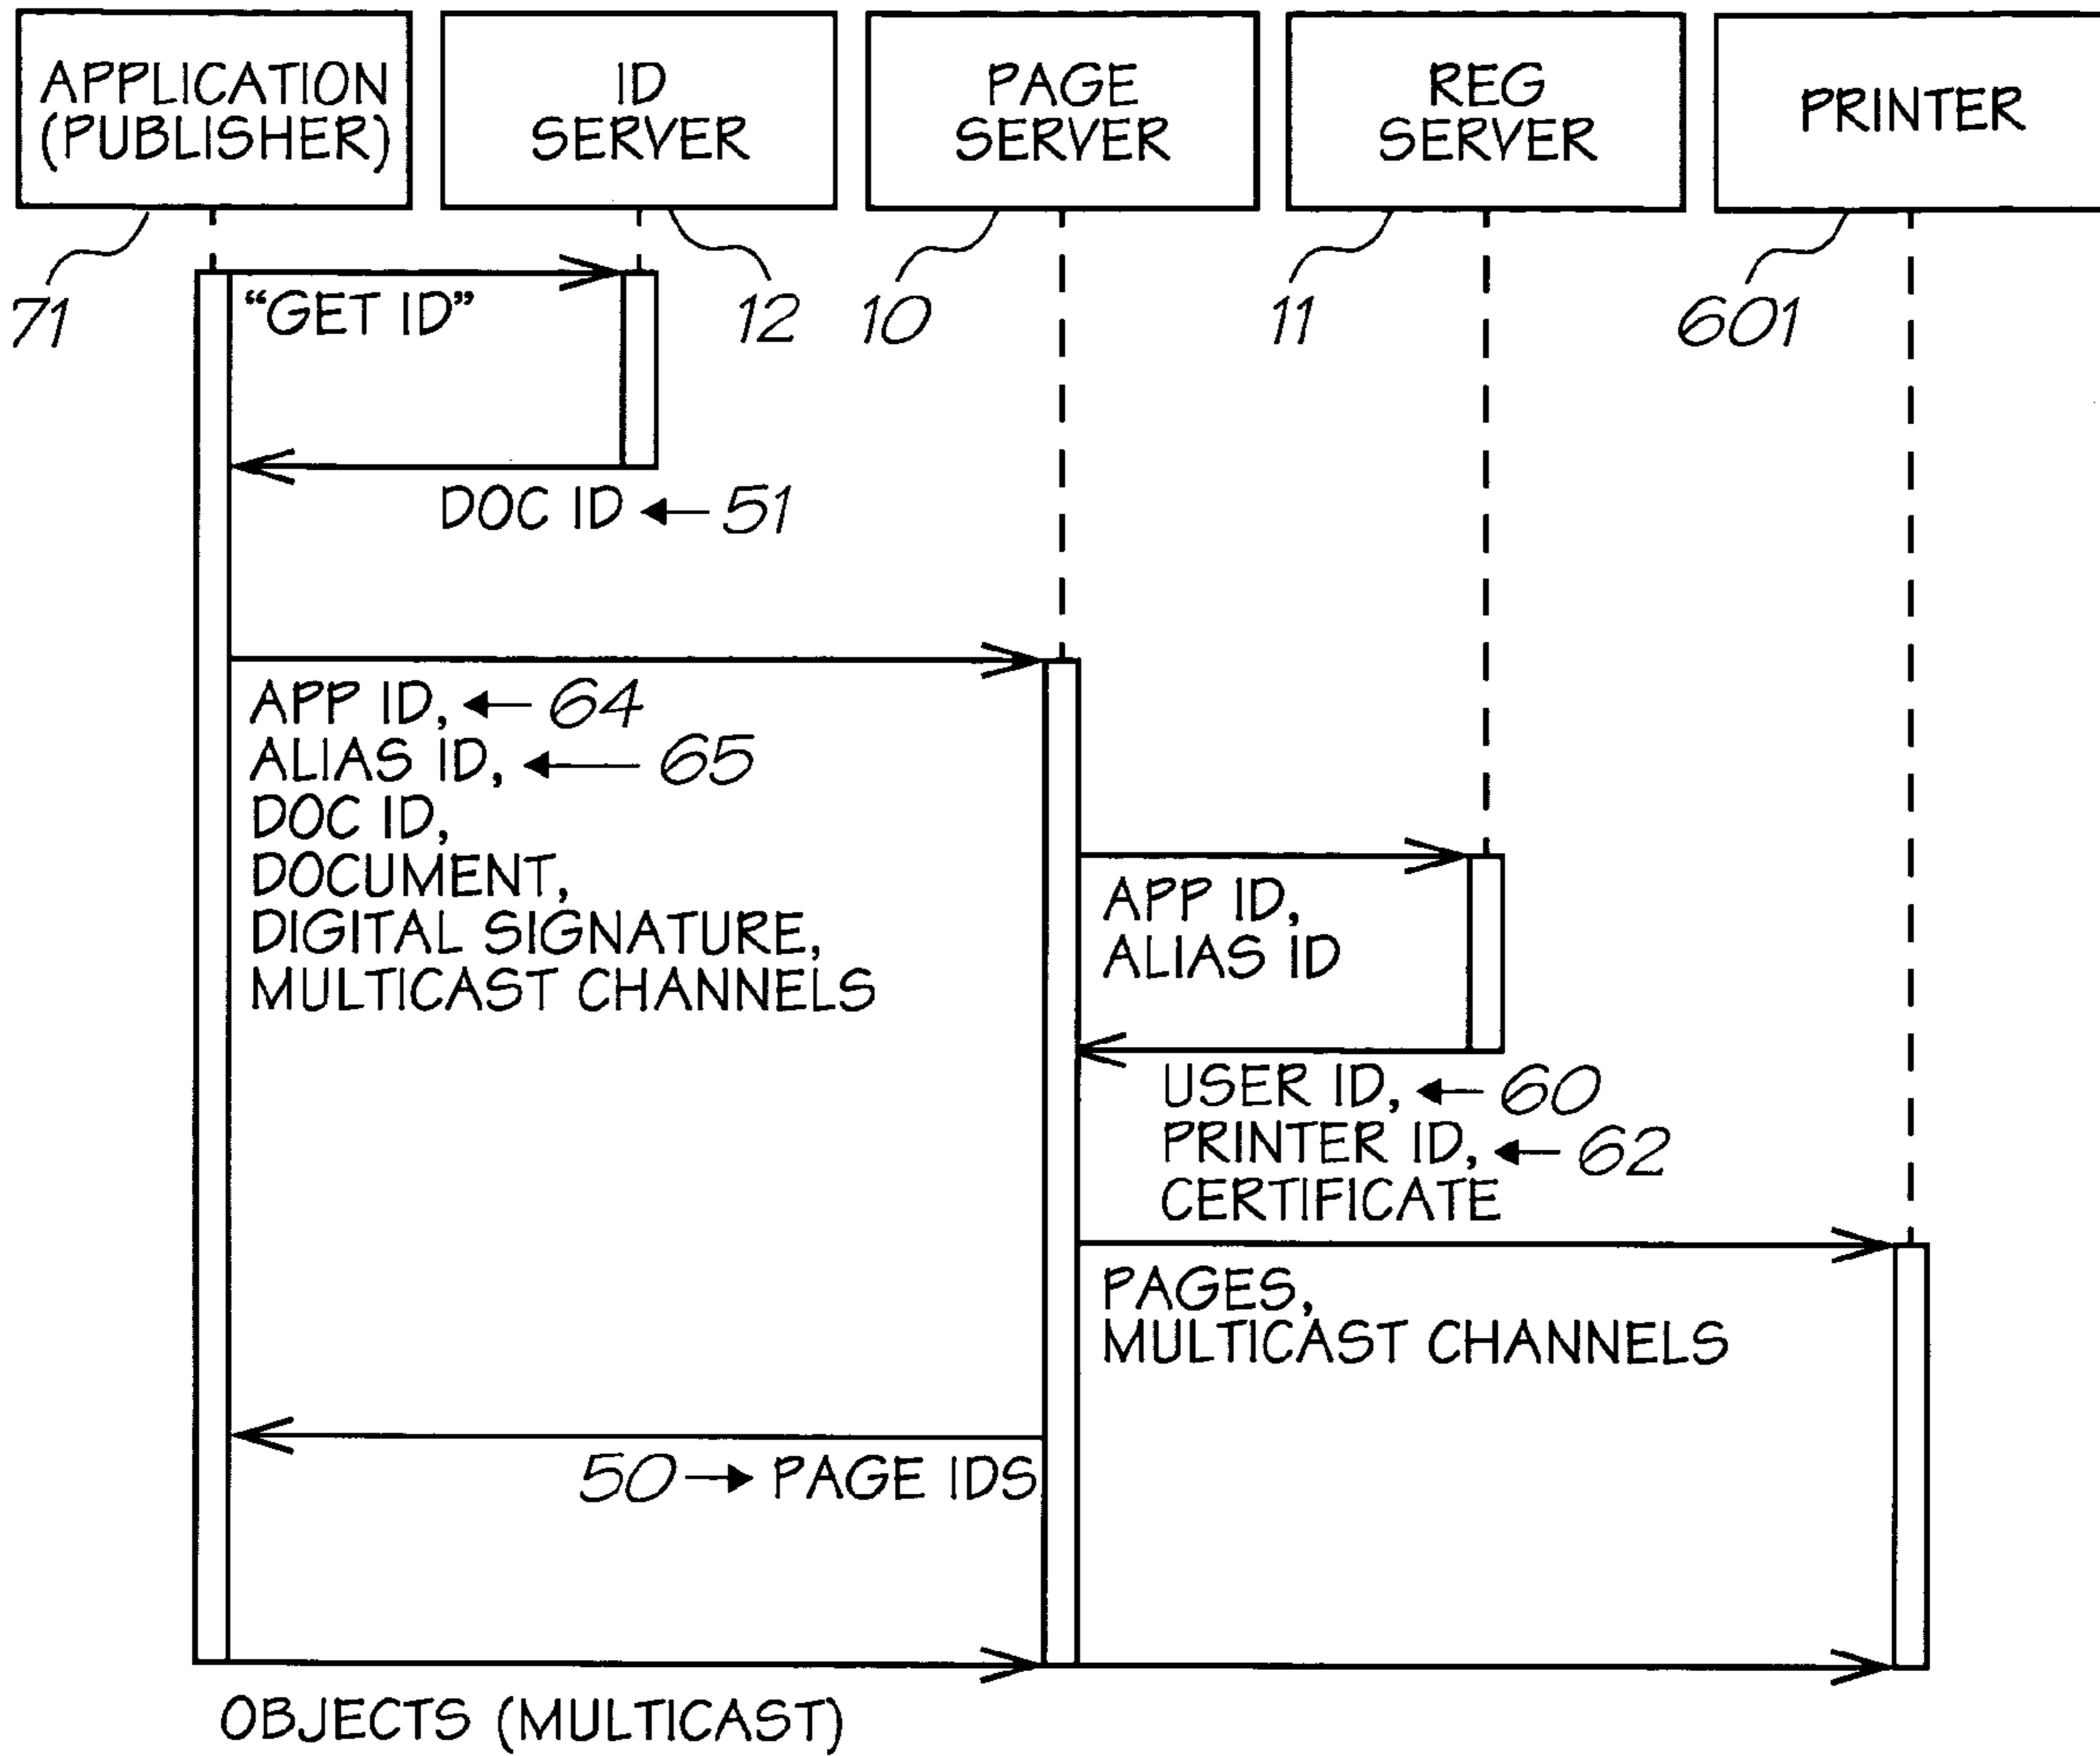 APPLICATION
(PUBLISHER)
ID
SERVER
PAGE
SERVER
REG
SERVER
PRINTER
71
12
10
11
601
“GET ID”
DOC ID
51
APP ID,
64
ALIAS ID,
65
DOC ID,
DOCUMENT,
DIGITAL SIGNATURE,
MULTICAST CHANNELS
APP ID,
ALIAS ID
USER ID,
60
PRINTER ID,
62
CERTIFICATE
PAGES,
MULTICAST CHANNELS
50
PAGE IDS
OBJECTS (MULTICAST)